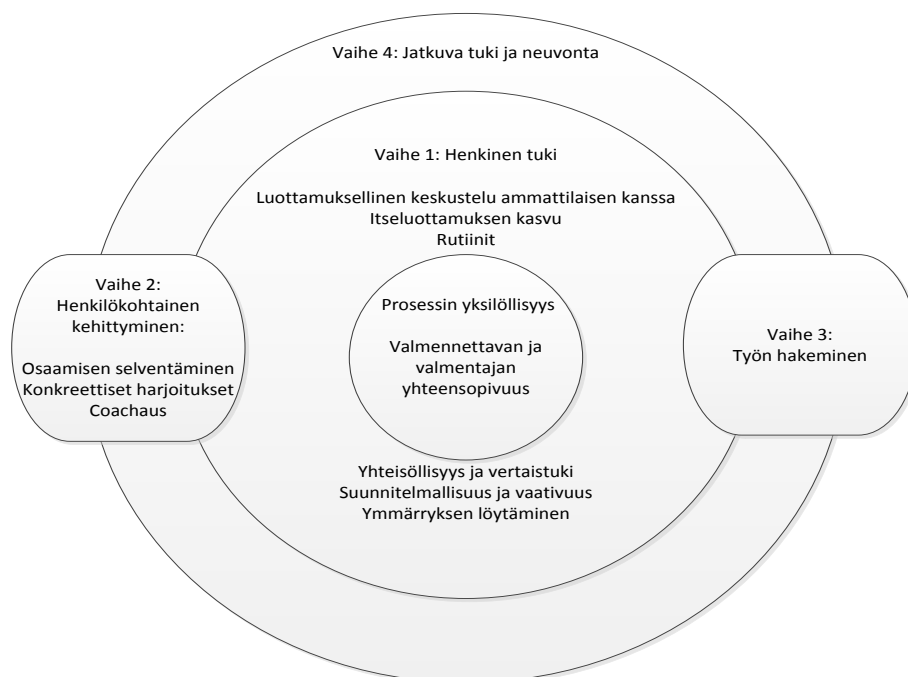 Vaihe 4: Jatkuva tuki ja neuvonta
Vaihe 1: Henkinen tuki
Luottamuksellinen keskustelu ammattilaisen kanssa
Itseluottamuksen kasvu
Rutiinit
Vaihe 2:
Henkilökohtainen
kehittyminen:
Osaamisen selventäminen
Konkreettiset harjoitukset
Coachaus
Prosessin yksilöllisyys
Valmennettavan ja
valmentajan
yhteensopivuus
Vaihe 3:
Työn hakeminen
Yhteisöllisyys ja vertaistuki
Suunnitelmallisuus ja vaativuus
Ymmärryksen löytäminen